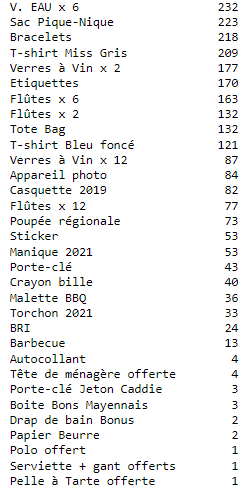 V. EAU x 6 232
Sac Pique-Nique 223
Bracelets 218
T-shirt Miss Gris 209
Verres à Vin x 2 177
Etiquettes 170
Flûtes x 6 163
Flûtes x 2 132
Tote Bag 132
T-shirt Bleu foncé 121
Verres à Vin x 12 87
Appareil photo 84
Casquette 2019 82
Flûtes x 12 77
Poupée régionale 73
Sticker 53
Manique 2021 53
Porte-clé 43
Crayon bille 40
Malette BBQ 36
Torchon 2021 33
BRI 24
Barbecue 13
Autocollant 4
Tête de ménagère offerte 4
Porte-clé Jeton Caddie 3
Boite Bons Mayennais 3
Drap de bain Bonus 2
Papier Beurre 2
Polo offert 1
Serviette + gant offerts 1
Pelle à Tarte offerte 1